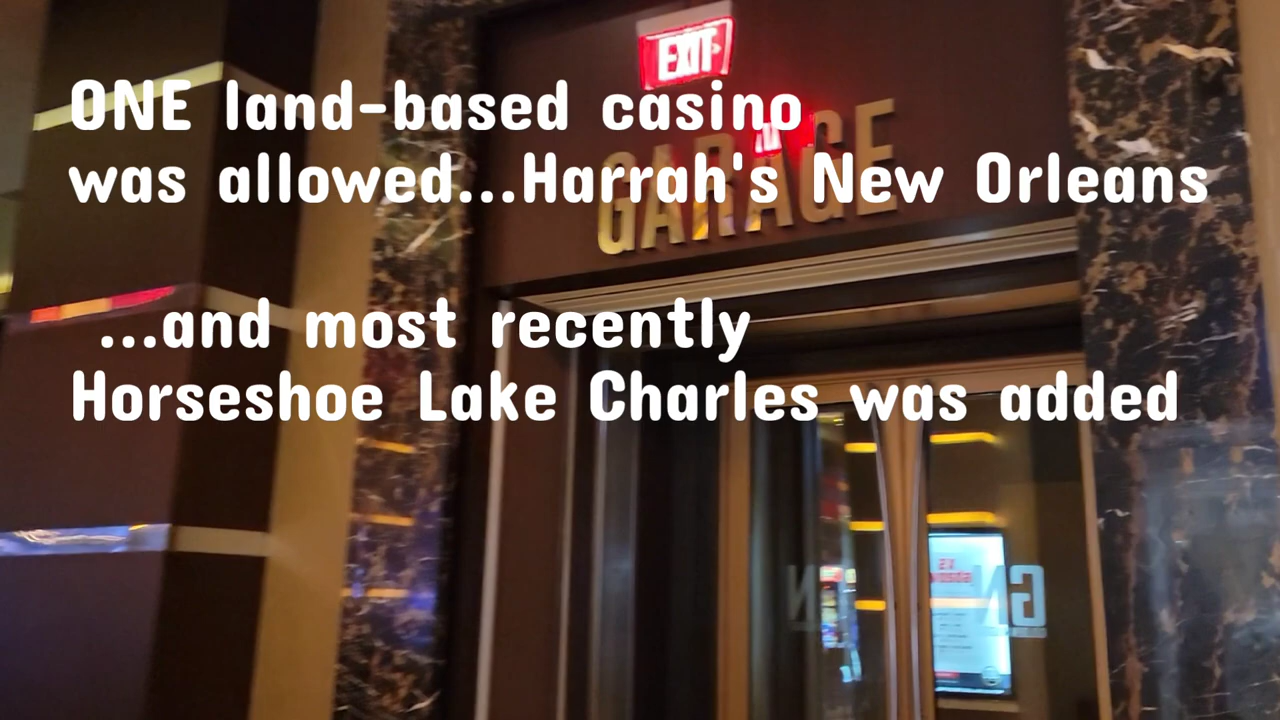 EXIT
ONE land-based casino
was allowed...Harrah's New Orleans
GARAGE
...and most recently
Horseshoe Lake Charles was added